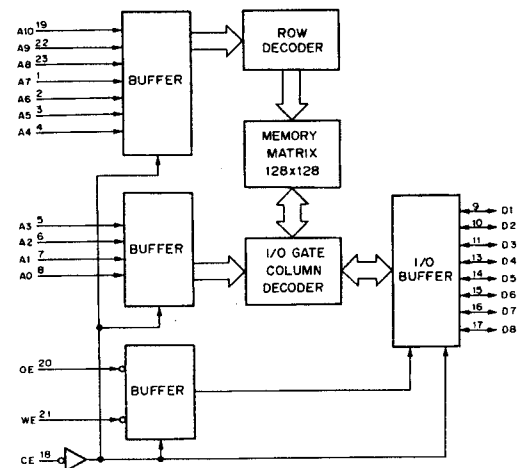 A10 19
A9 22
A8 23
A7 1
A6 2
A5 3
A4 4
BUFFER
ROW
DECODER
MEMORY
MATRIX
128x128
A3 5
A2 6
A1 7
A0 8
BUFFER
I/O GATE
COLUMN
DECODER
I/O
BUFFER
9 D1
10 D2
11 D3
13 D4
14 D5
15 D6
16 D7
17 D8
OE 20
WE 21
BUFFER
CE 18